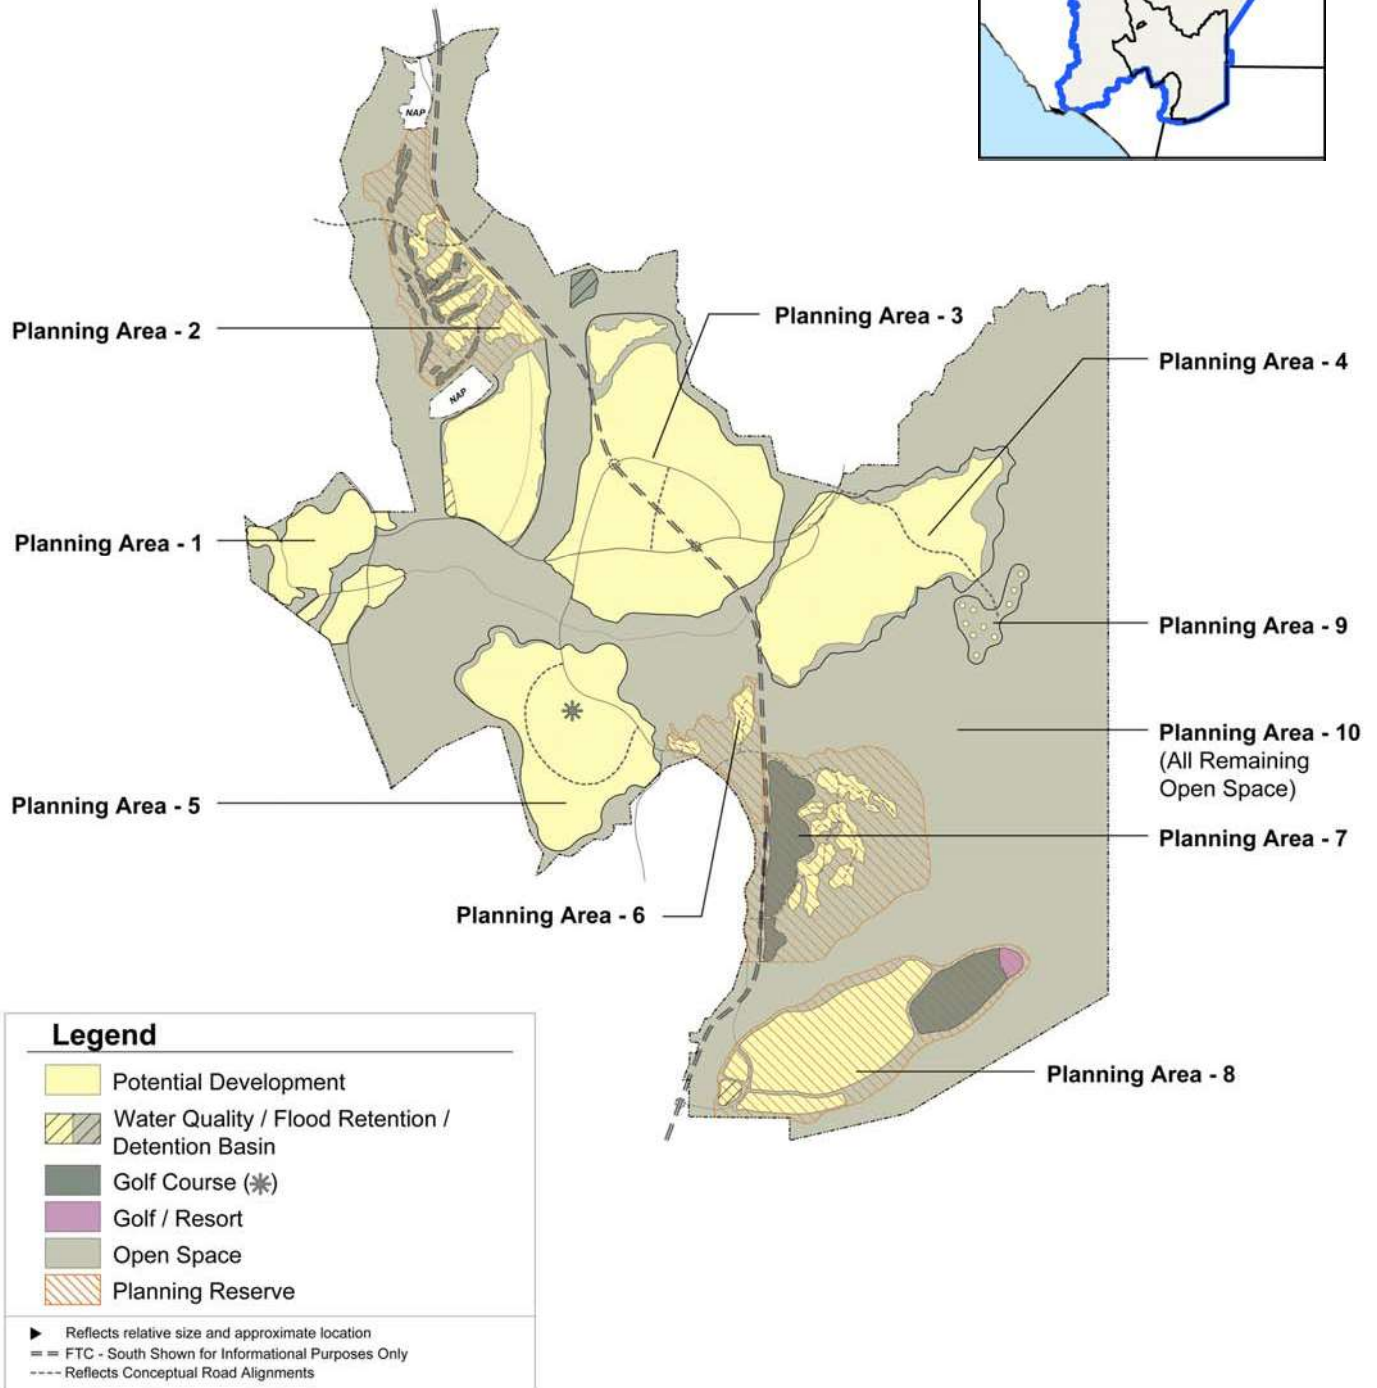 NAP
Planning Area - 3
Planning Area - 2
Planning Area - 4
NAP
Planning Area - 1
Planning Area - 9
Planning Area - 10
(All Remaining
Open Space)
Planning Area - 5
Planning Area - 7
Planning Area - 6
Planning Area - 8
Legend
Potential Development
Water Quality / Flood Retention /
Detention Basin
Golf Course (✳)
Golf / Resort
Open Space
Planning Reserve
Reflects relative size and approximate location
FTC - South Shown for Informational Purposes Only
Reflects Conceptual Road Alignments